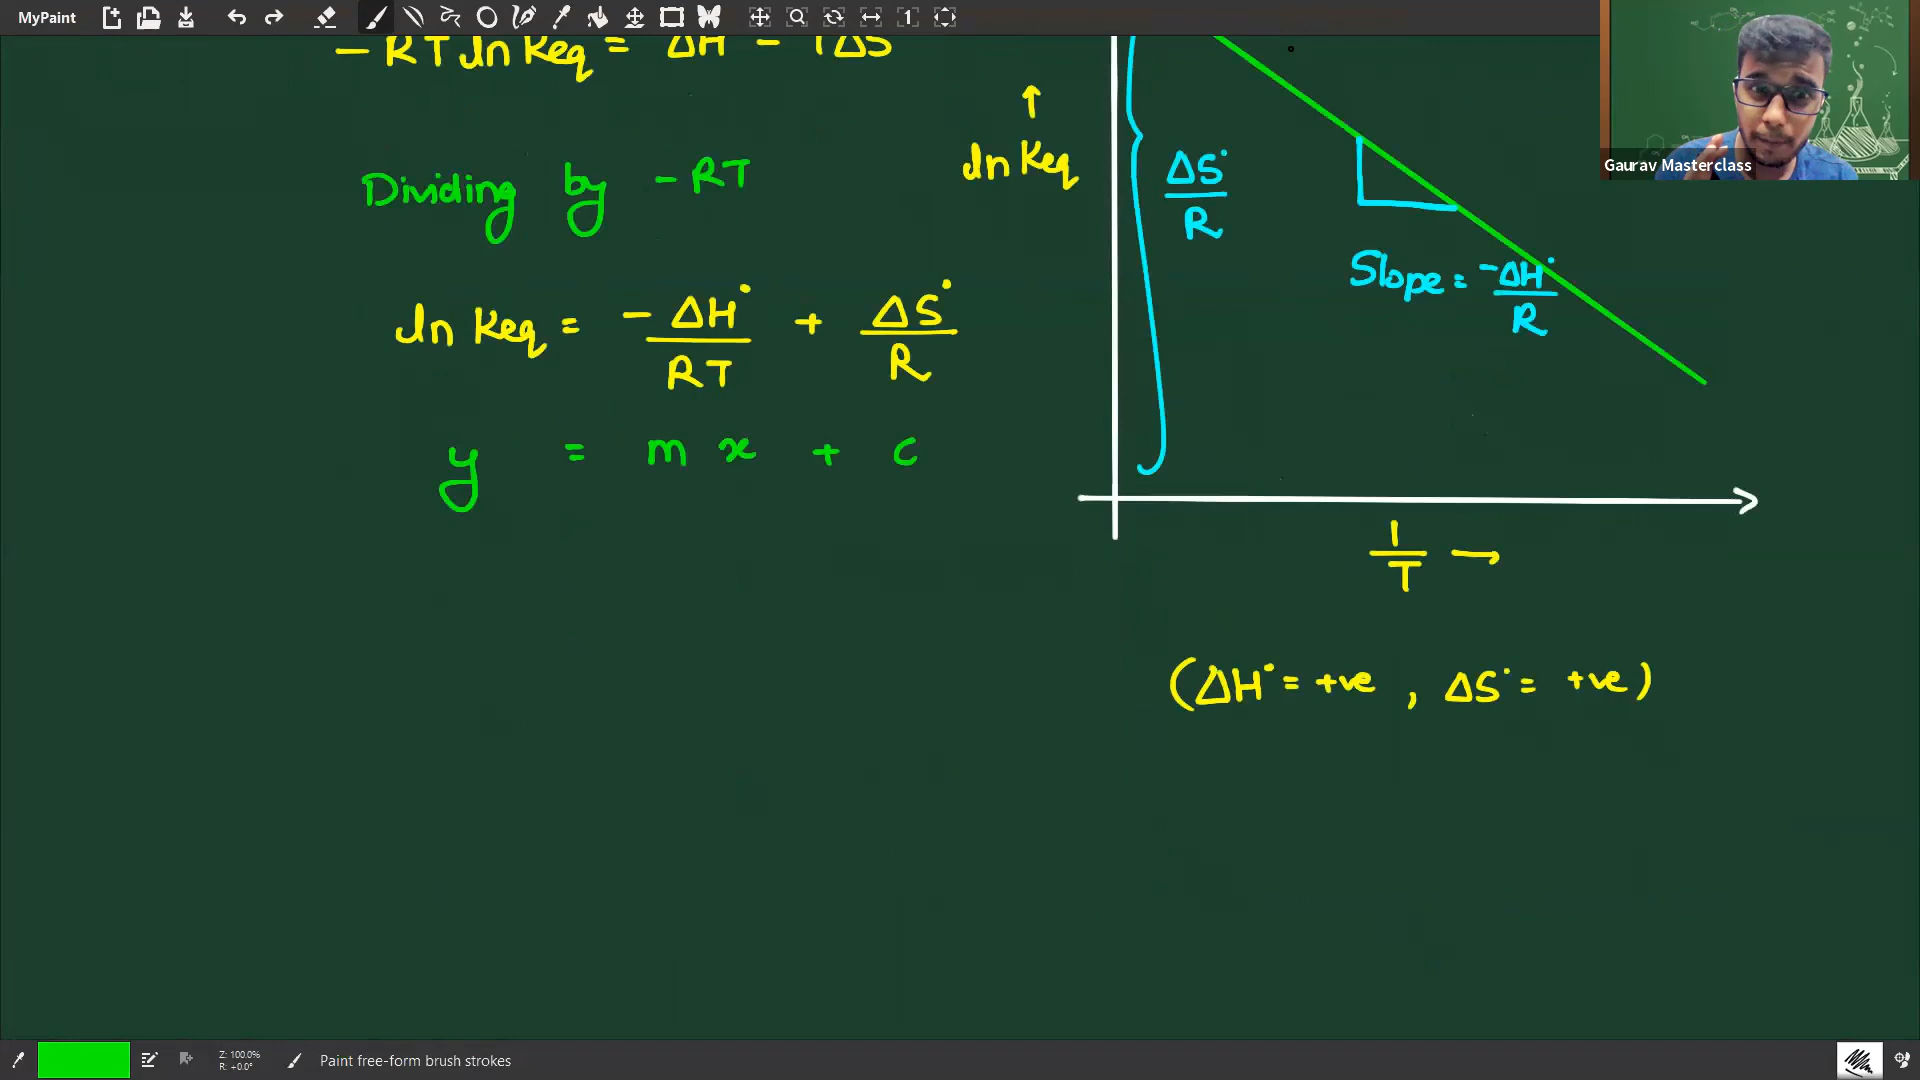 MyPaint
− RT ln Keq = ΔH − TΔS
Dividing by −RT
ln Keq = −ΔH°/RT + ΔS°/R
y = m x + c
↑
ln Keq
ΔS°/R
Slope = −ΔH°/R
1/T →
(ΔH° = +ve , ΔS° = +ve)
Gaurav Masterclass
Z: 100.0%
R: +0.0°
Paint free-form brush strokes